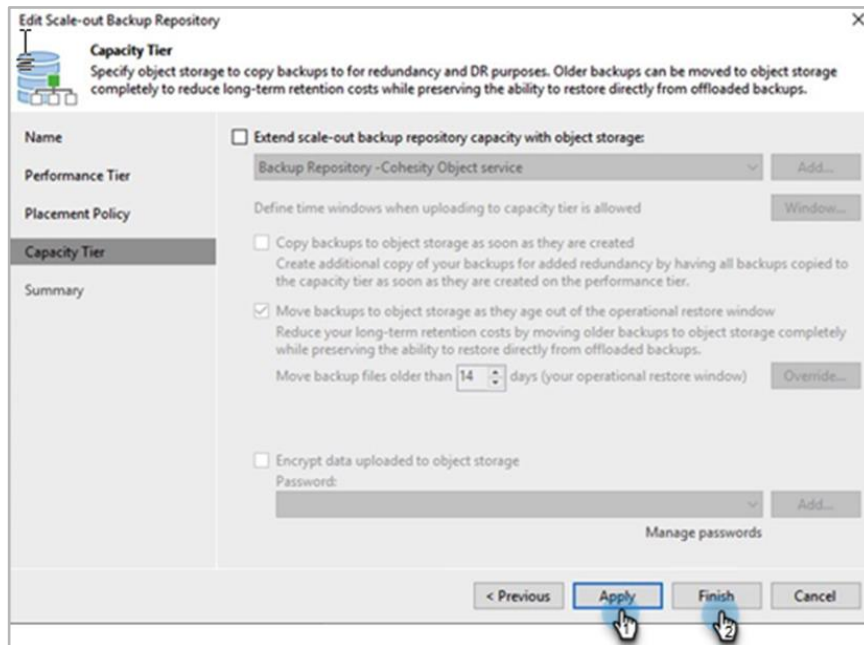 Edit Scale-out Backup Repository
Capacity Tier
Specify object storage to copy backups to for redundancy and DR purposes. Older backups can be moved to object storage
completely to reduce long-term retention costs while preserving the ability to restore directly from offloaded backups.
Name
Performance Tier
Placement Policy
Capacity Tier
Summary
Extend scale-out backup repository capacity with object storage:
Backup Repository -Cohesity Object service
Add...
Define time windows when uploading to capacity tier is allowed
Window...
Copy backups to object storage as soon as they are created
Create additional copy of your backups for added redundancy by having all backups copied to
the capacity tier as soon as they are created on the performance tier.
Move backups to object storage as they age out of the operational restore window
Reduce your long-term retention costs by moving older backups to object storage completely
while preserving the ability to restore directly from offloaded backups.
Move backup files older than 14 days (your operational restore window)
Override...
Encrypt data uploaded to object storage
Password:
Add...
Manage passwords
< Previous
Apply
Finish
Cancel
1
2